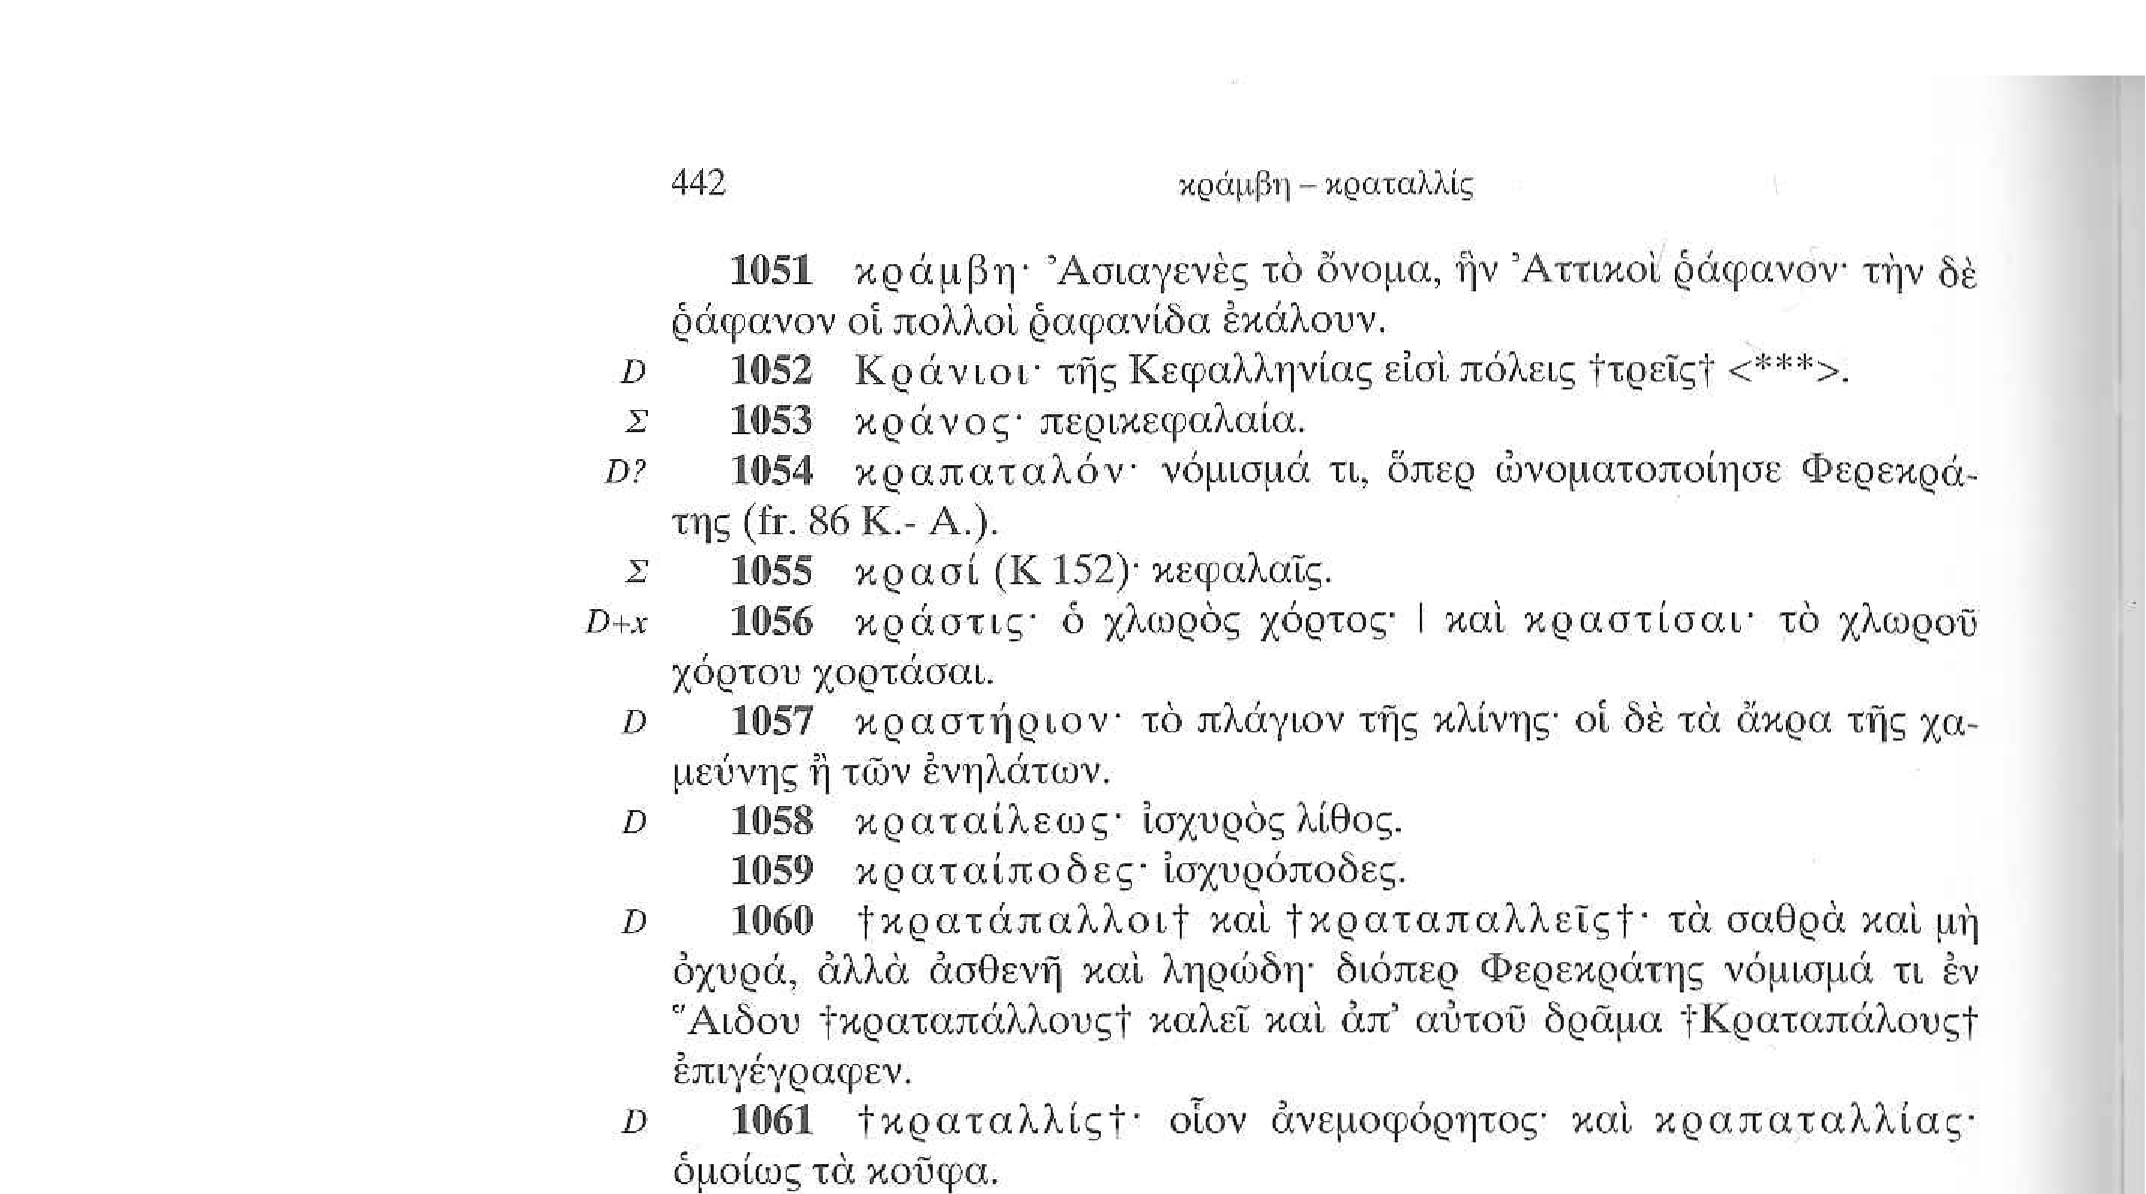 442 κράμβη – κραταλλίς
1051 κράμβη· Ἀσιαγενὲς τὸ ὄνομα, ἣν Ἀττικοὶ ῥάφανον· τὴν δὲ
ῥάφανον οἱ πολλοὶ ῥαφανίδα ἐκάλουν.
D 1052 Κράνιοι· τῆς Κεφαλληνίας εἰσὶ πόλεις †τρεῖς† <***>.
Σ 1053 κράνος· περικεφαλαία.
D? 1054 κραπαταλόν· νόμισμά τι, ὅπερ ὠνοματοποίησε Φερεκρά-
της (fr. 86 K.- A.).
Σ 1055 κρασί (Κ 152)· κεφαλαῖς.
D+x 1056 κράστις· ὁ χλωρὸς χόρτος· | καὶ κραστίσαι· τὸ χλωροῦ
χόρτου χορτάσαι.
D 1057 κραστήριον· τὸ πλάγιον τῆς κλίνης· οἱ δὲ τὰ ἄκρα τῆς χα-
μεύνης ἢ τῶν ἐνηλάτων.
D 1058 κραταίλεως· ἰσχυρὸς λίθος.
1059 κραταίποδες· ἰσχυρόποδες.
D 1060 †κρατάπαλλοι† καὶ †κραταπαλλεῖς†· τὰ σαθρὰ καὶ μὴ
ὀχυρά, ἀλλὰ ἀσθενῆ καὶ ληρώδη· διόπερ Φερεκράτης νόμισμά τι ἐν
Ἅιδου †κραταπάλλους† καλεῖ καὶ ἀπ’ αὐτοῦ δρᾶμα †Κραταπάλους†
ἐπιγέγραφεν.
D 1061 †κραταλλίς†· οἷον ἀνεμοφόρητος· καὶ κραπαταλλίας·
ὁμοίως τὰ κοῦφα.